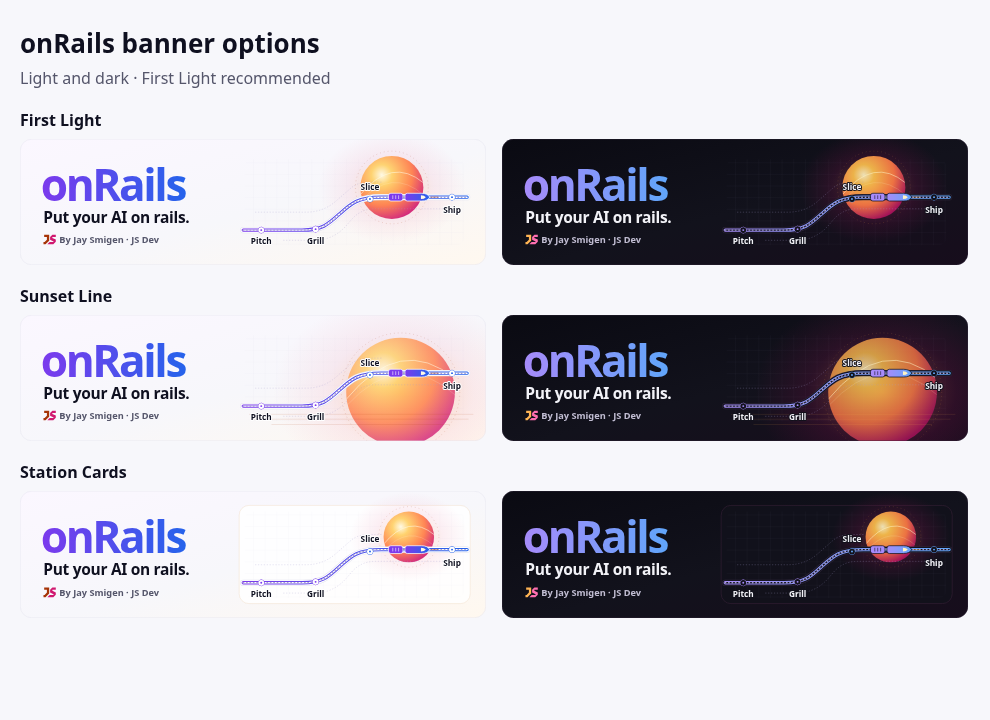 onRails banner options
Light and dark · First Light recommended
First Light
onRails
Put your AI on rails.
JS By Jay Smigen · JS Dev
Pitch
Grill
Slice
Ship
onRails
Put your AI on rails.
JS By Jay Smigen · JS Dev
Pitch
Grill
Slice
Ship
Sunset Line
onRails
Put your AI on rails.
JS By Jay Smigen · JS Dev
Pitch
Grill
Slice
Ship
onRails
Put your AI on rails.
JS By Jay Smigen · JS Dev
Pitch
Grill
Slice
Ship
Station Cards
onRails
Put your AI on rails.
JS By Jay Smigen · JS Dev
Pitch
Grill
Slice
Ship
onRails
Put your AI on rails.
JS By Jay Smigen · JS Dev
Pitch
Grill
Slice
Ship